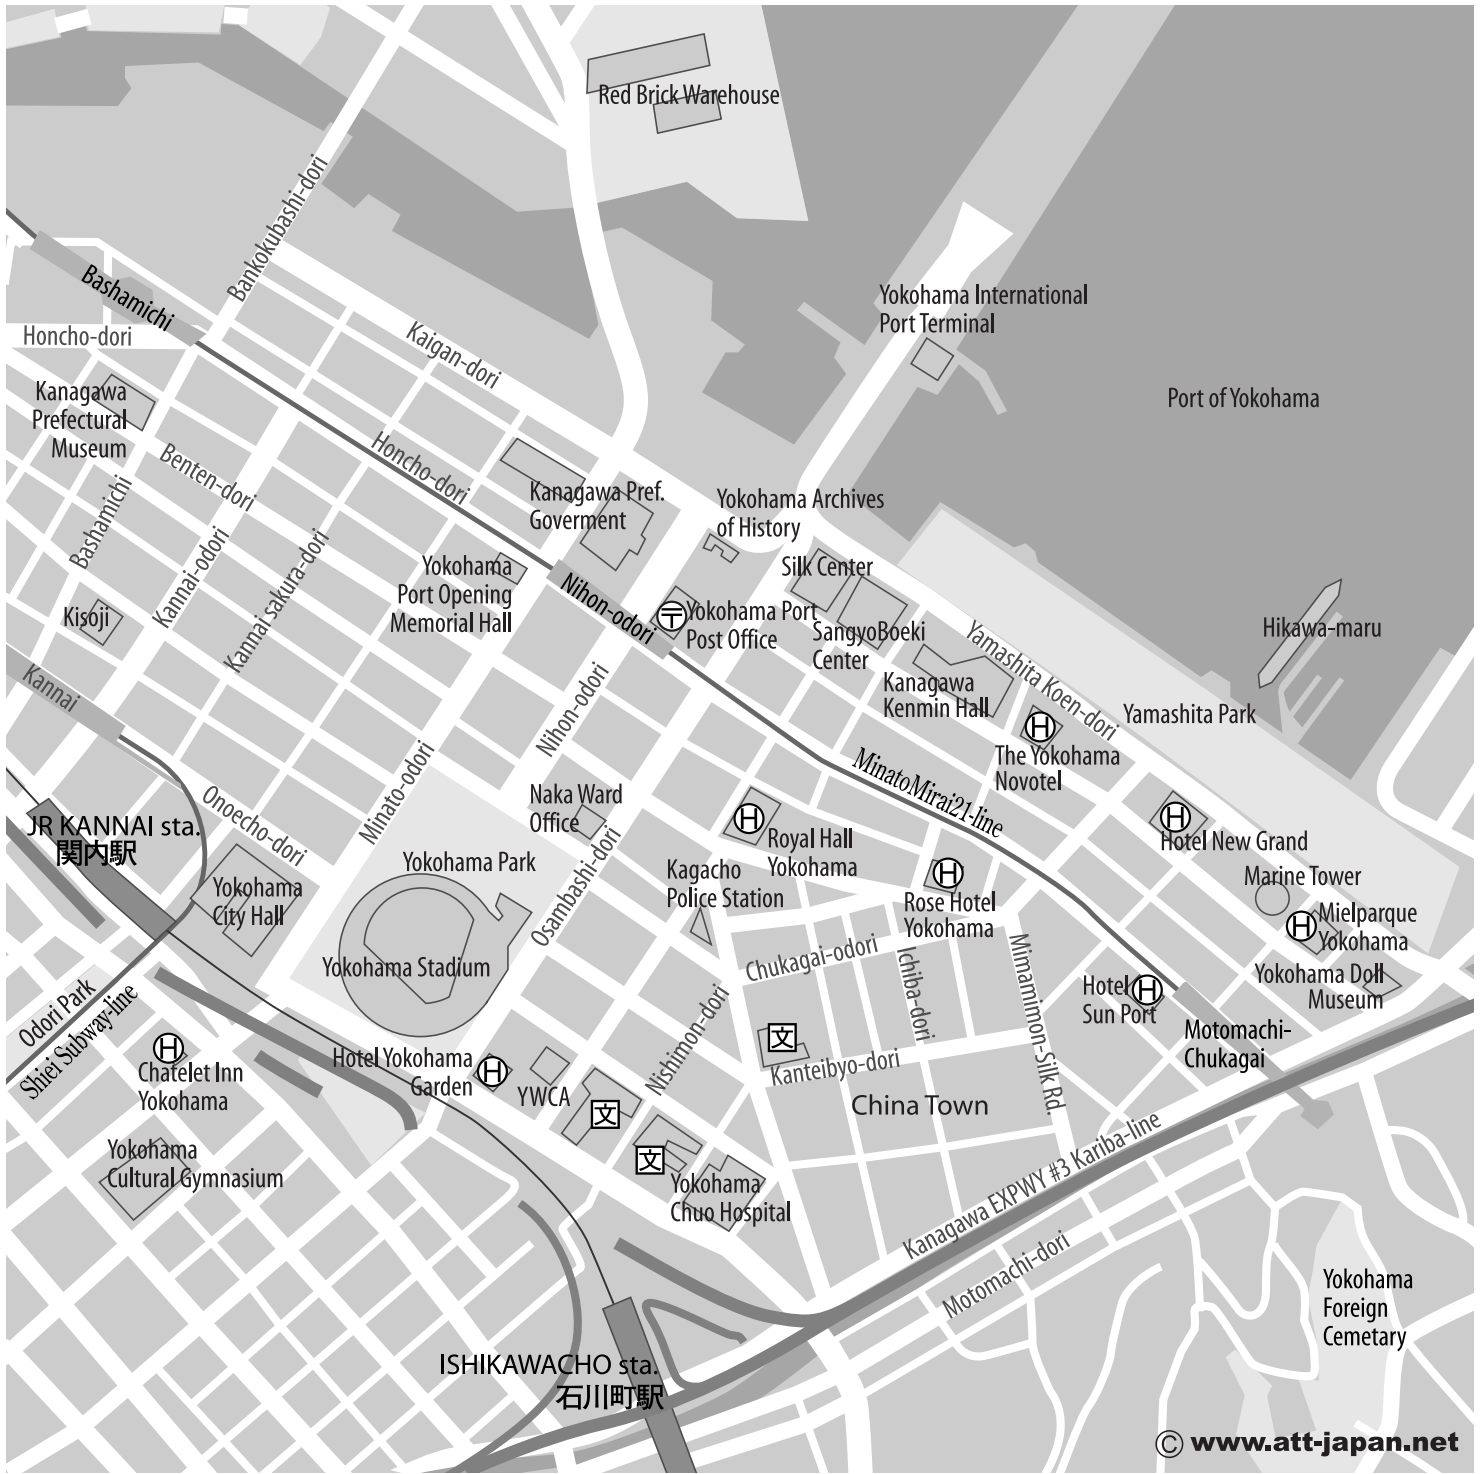 Red Brick Warehouse
Bankokubashi-dori
Bashamichi
Honcho-dori
Kaigan-dori
Yokohama International
Port Terminal
Port of Yokohama
Kanagawa
Prefectural
Museum
Benten-dori
Honcho-dori
Bashamichi
Kannai-odori
Kannai sakura-dori
Kanagawa Pref.
Goverment
Yokohama Archives
of History
Silk Center
Yokohama
Port Opening
Memorial Hall
Nihon-odori
〒
Yokohama Port
Post Office
SangyoBoeki
Center
Kanagawa
Kenmin Hall
Yamashita Koen-dori
Hikawa-maru
Yamashita Park
Kisoji
Kannai
Nihon-odori
H
The Yokohama
Novotel
MinatoMirai21-line
Onoecho-dori
Minato-odori
Naka Ward
Office
H
Royal Hall
Yokohama
H
Hotel New Grand
JR KANNAI sta.
関内駅
Yokohama
City Hall
Yokohama Park
Osambashi-dori
Kagacho
Police Station
H
Rose Hotel
Yokohama
Marine Tower
H
Mielparque
Yokohama
Yokohama Stadium
Chukagai-odori
Ichiba-dori
Mimamimon-Silk Rd.
Hotel
Sun Port
H
Yokohama Doll
Museum
Odori Park
Shiei Subway-line
H
Chatelet Inn
Yokohama
Hotel Yokohama
Garden
H
YWCA
Nishimon-dori
文
Kanteibyo-dori
Motomachi-
Chukagai
China Town
文
文
Yokohama
Cultural Gymnasium
Yokohama
Chuo Hospital
Kanagawa EXPWY #3 Kariba-line
Motomachi-dori
Yokohama
Foreign
Cemetary
ISHIKAWACHO sta.
石川町駅
© www.att-japan.net